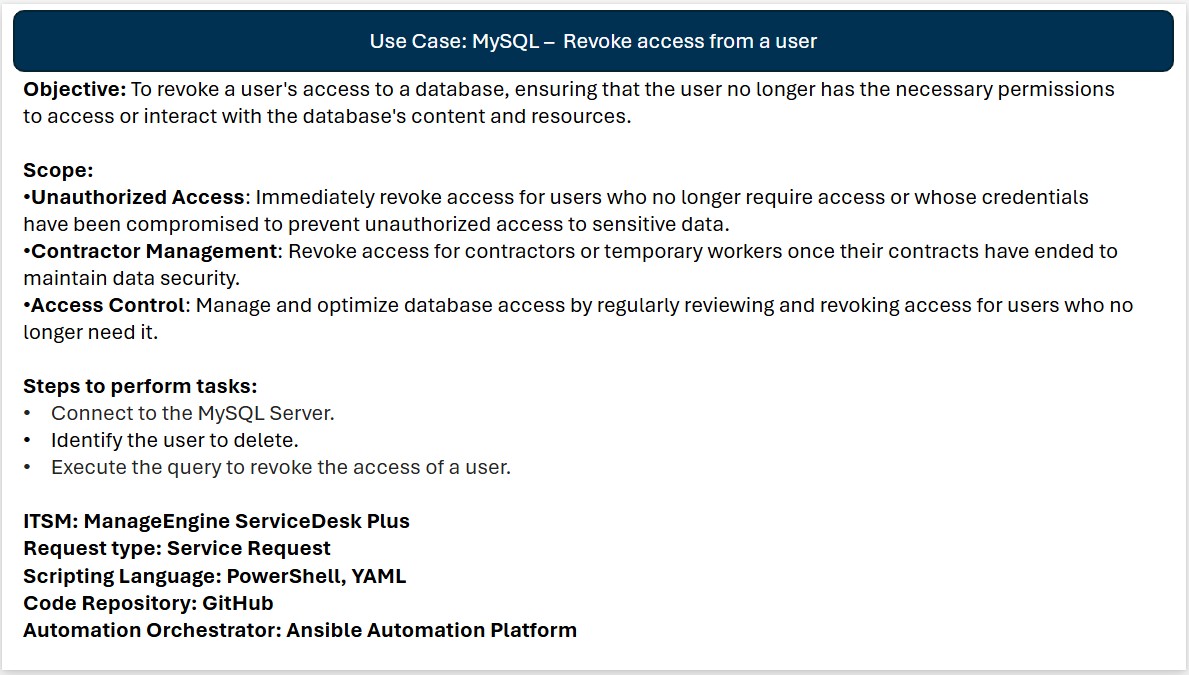 Use Case: MySQL – Revoke access from a user
Objective: To revoke a user's access to a database, ensuring that the user no longer has the necessary permissions
to access or interact with the database's content and resources.
Scope:
•Unauthorized Access: Immediately revoke access for users who no longer require access or whose credentials
have been compromised to prevent unauthorized access to sensitive data.
•Contractor Management: Revoke access for contractors or temporary workers once their contracts have ended to
maintain data security.
•Access Control: Manage and optimize database access by regularly reviewing and revoking access for users who no
longer need it.
Steps to perform tasks:
• Connect to the MySQL Server.
• Identify the user to delete.
• Execute the query to revoke the access of a user.
ITSM: ManageEngine ServiceDesk Plus
Request type: Service Request
Scripting Language: PowerShell, YAML
Code Repository: GitHub
Automation Orchestrator: Ansible Automation Platform